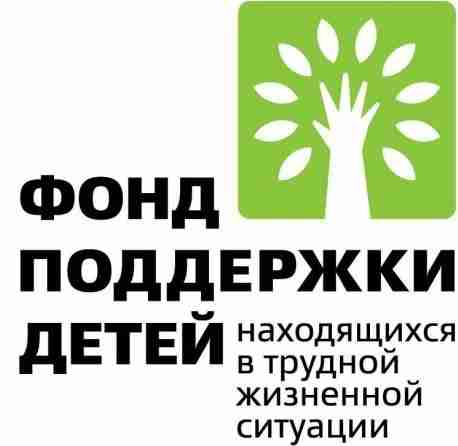 ФОНД
ПОДДЕРЖКИ
ДЕТЕЙ
находящихся
в трудной
жизненной
ситуации